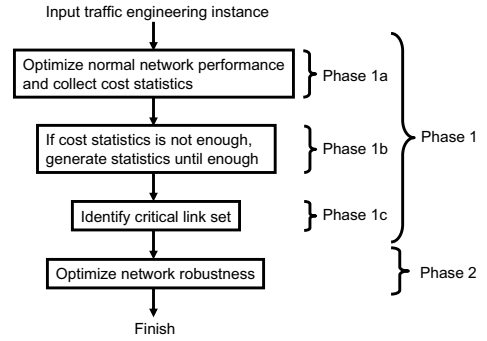 Input traffic engineering instance
Optimize normal network performance
and collect cost statistics
Phase 1a
If cost statistics is not enough,
generate statistics until enough
Phase 1b
Phase 1
Identify critical link set
Phase 1c
Optimize network robustness
Phase 2
Finish